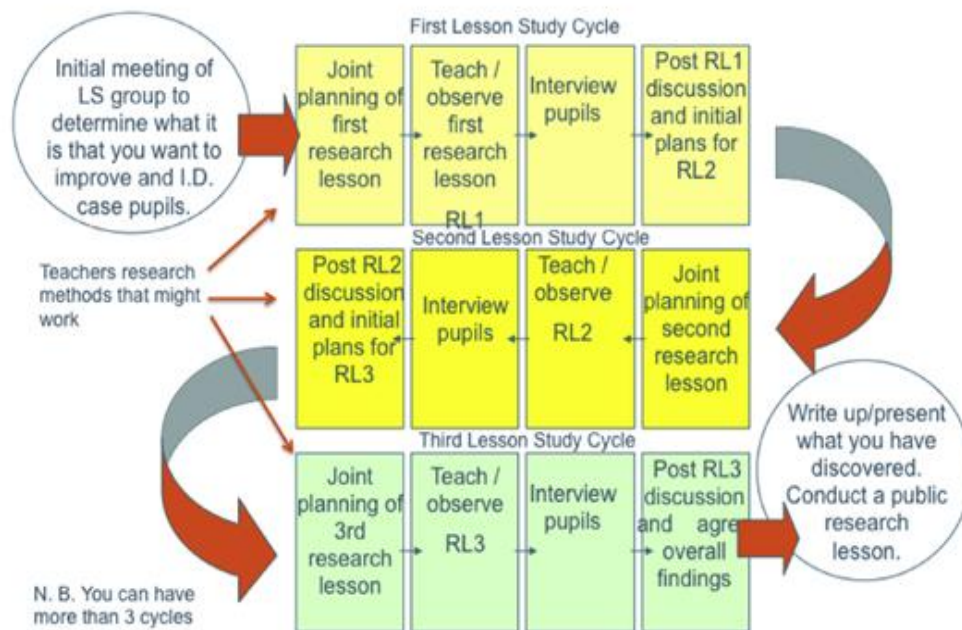 First Lesson Study Cycle
Initial meeting of
LS group to
determine what it
is that you want to
improve and I.D.
case pupils.
Joint
planning of
first
research
lesson
Teach /
observe
first
research
lesson
RL1
Interview
pupils
Post RL1
discussion
and initial
plans for
RL2
Second Lesson Study Cycle
Teachers research
methods that might
work
Post RL2
discussion
and initial
plans for
RL3
Interview
pupils
Teach /
observe
RL2
Joint
planning of
second
research
lesson
Third Lesson Study Cycle
Joint
planning of
3rd
research
lesson
Teach /
observe
RL3
Interview
pupils
Post RL3
discussion
and agre
overall
findings
Write up/present
what you have
discovered.
Conduct a public
research
lesson.
N. B. You can have
more than 3 cycles